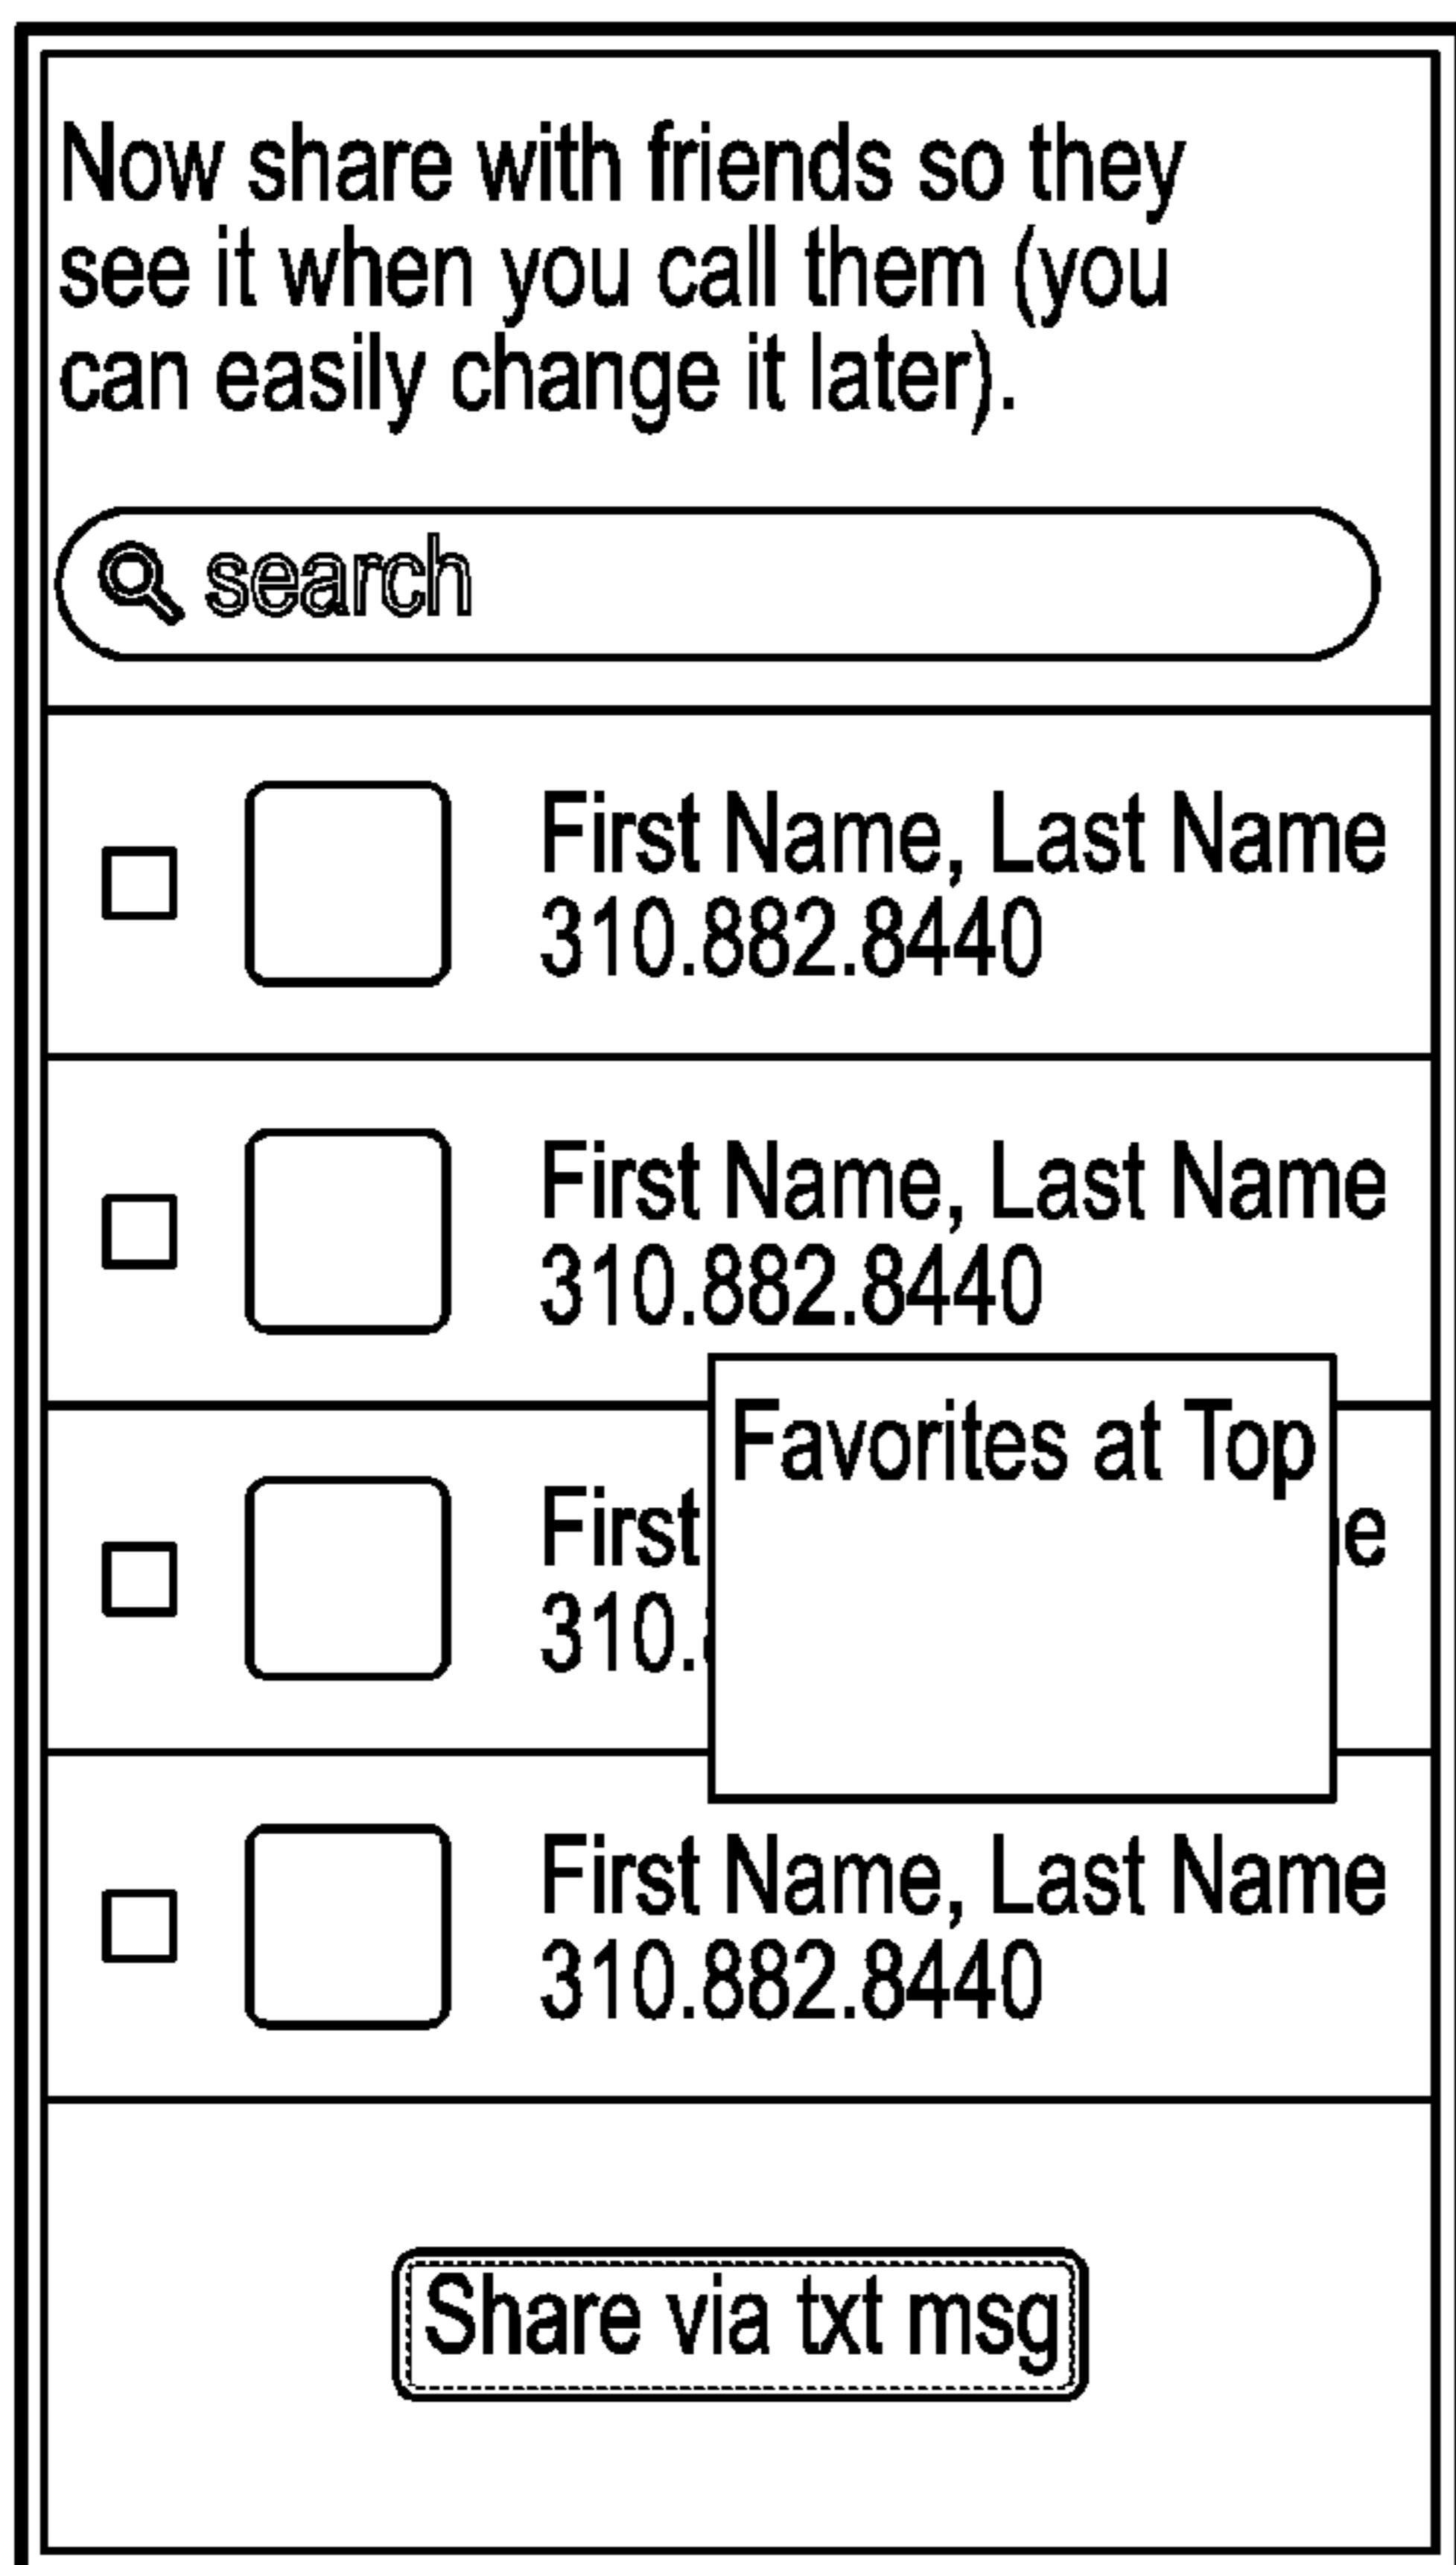 Now share with friends so they
see it when you call them (you
can easily change it later).
search
First Name, Last Name
310.882.8440
First Name, Last Name
310.882.8440
Favorites at Top
First
310.
First Name, Last Name
310.882.8440
Share via txt msg